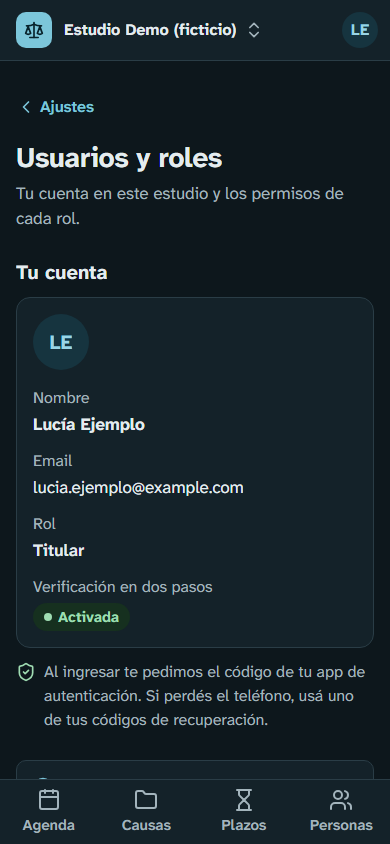 Estudio Demo (ficticio)
LE
Ajustes
Usuarios y roles
Tu cuenta en este estudio y los permisos de
cada rol.
Tu cuenta
LE
Nombre
Lucía Ejemplo
Email
lucia.ejemplo@example.com
Rol
Titular
Verificación en dos pasos
Activada
Al ingresar te pedimos el código de tu app de
autenticación. Si perdés el teléfono, usá uno
de tus códigos de recuperación.
Agenda
Causas
Plazos
Personas